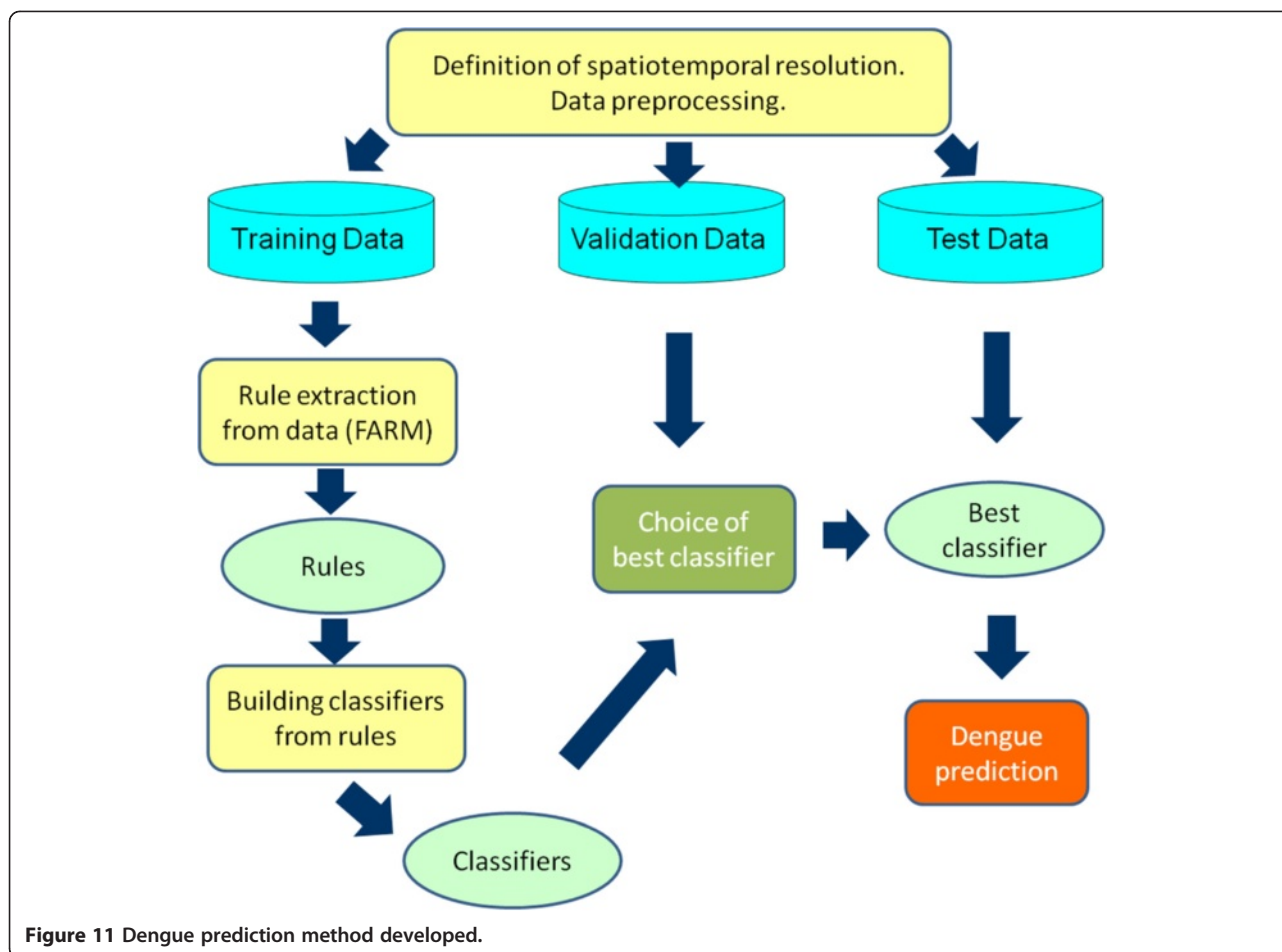 Definition of spatiotemporal resolution.
Data preprocessing.
Training Data
Validation Data
Test Data
Rule extraction
from data (FARM)
Rules
Building classifiers
from rules
Classifiers
Choice of
best classifier
Best
classifier
Dengue
prediction
Figure 11 Dengue prediction method developed.